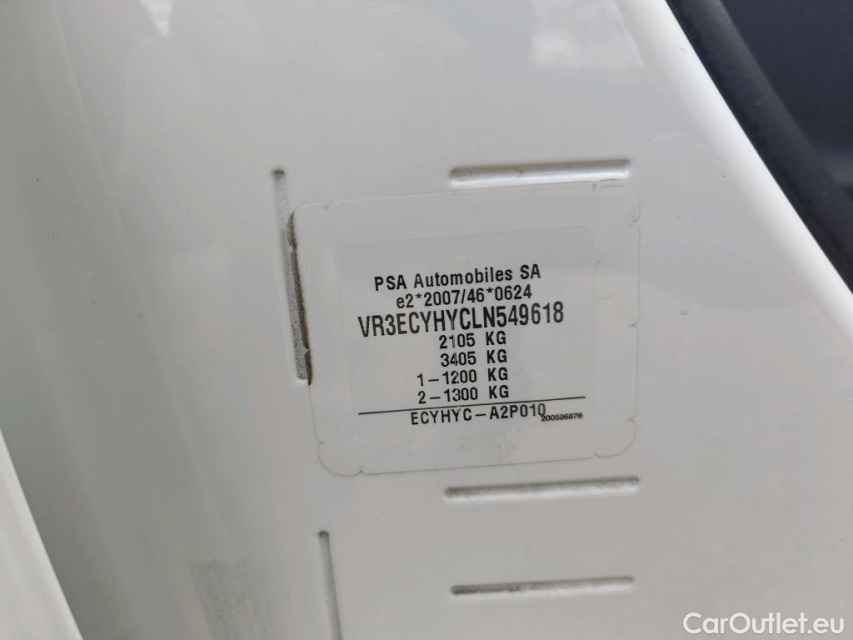 PSA Automobiles SA
e2*2007/46*0624
VR3ECYHYCLN549618
2105 KG
3405 KG
1-1200 KG
2-1300 KG
ECYHYC-A2P010
200S96876
CarOutlet.eu